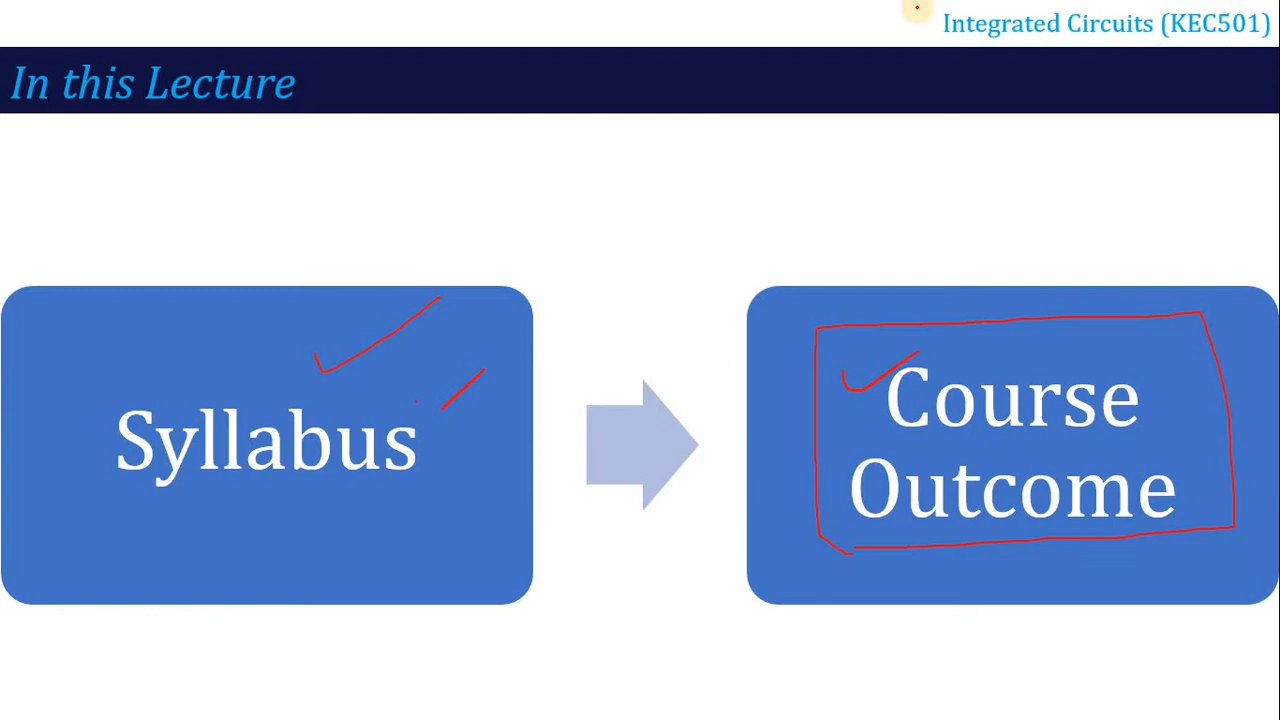 Integrated Circuits (KEC501)
In this Lecture
Syllabus
Course
Outcome